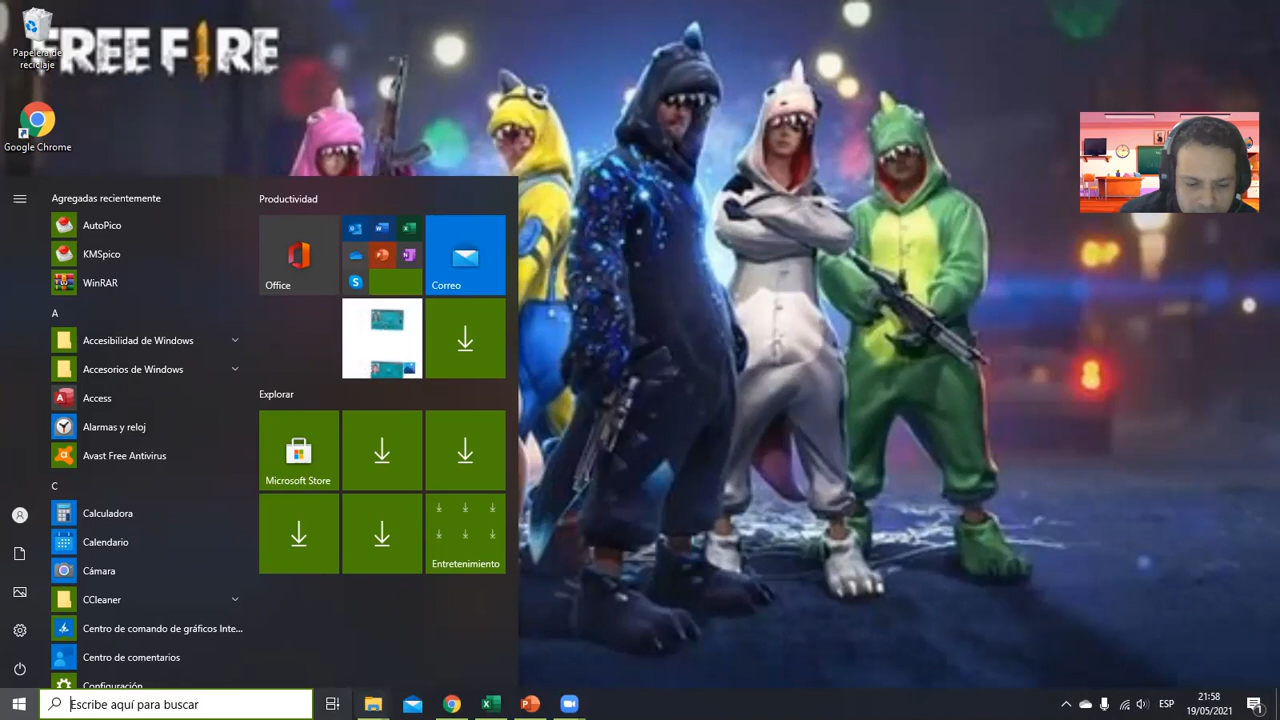 FREE FIRE
Papelera de
reciclaje
Google Chrome
Agregadas recientemente
AutoPico
KMSpico
WinRAR
A
Accesibilidad de Windows
Accesorios de Windows
Access
Alarmas y reloj
Avast Free Antivirus
C
Calculadora
Calendario
Cámara
CCleaner
Centro de comando de gráficos Inte...
Centro de comentarios
Configuración
Productividad
Office
Correo
Explorar
Microsoft Store
Entretenimiento
Escribe aquí para buscar
ESP
21:58
19/05/2021
1